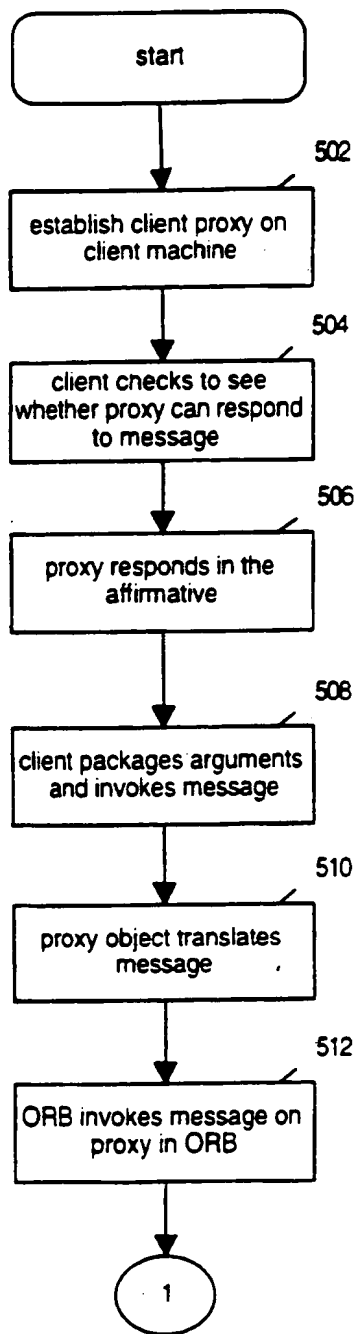 start
502
establish client proxy on
client machine
504
client checks to see
whether proxy can respond
to message
506
proxy responds in the
affirmative
508
client packages arguments
and invokes message
510
proxy object translates
message
512
ORB invokes message on
proxy in ORB
1